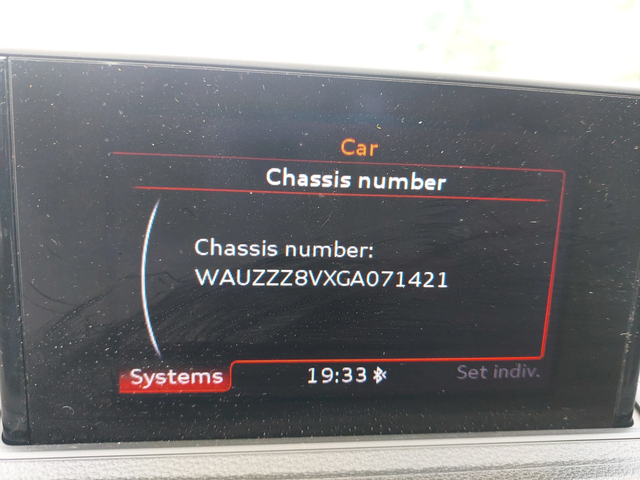 Car
Chassis number
Chassis number:
WAUZZZ8VXGA071421
Systems
19:33
Set indiv.